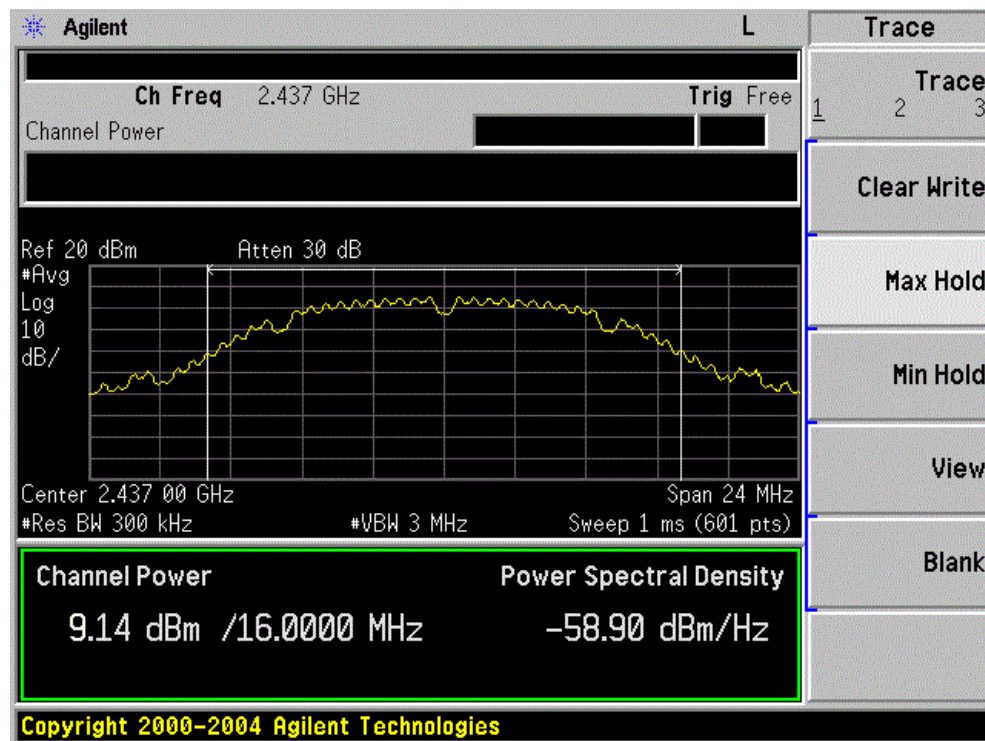 Agilent L Trace
Ch Freq 2.437 GHz Trig Free
Channel Power
Trace
1 2 3
Clear Write
Max Hold
Min Hold
View
Blank
Ref 20 dBm Atten 30 dB
#Avg
Log
10
dB/
Center 2.437 00 GHz Span 24 MHz
#Res BW 300 kHz #VBW 3 MHz Sweep 1 ms (601 pts)
Channel Power Power Spectral Density
9.14 dBm /16.0000 MHz -58.90 dBm/Hz
Copyright 2000-2004 Agilent Technologies